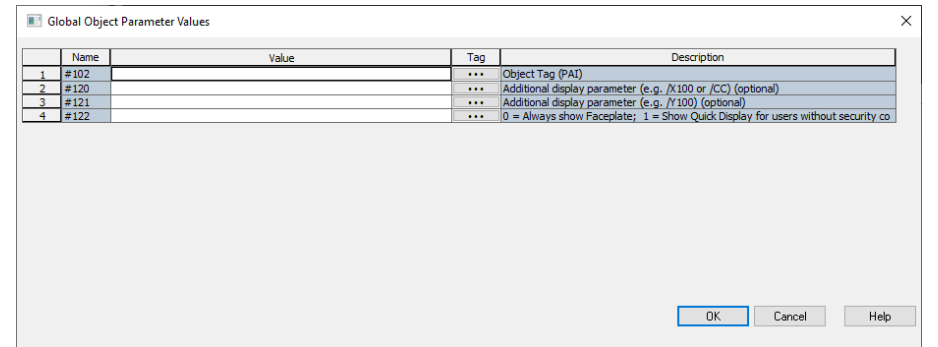 Global Object Parameter Values
Name Value Tag Description
1 #102 ••• Object Tag (PAI)
2 #120 ••• Additional display parameter (e.g. /X100 or /CC) (optional)
3 #121 ••• Additional display parameter (e.g. /Y100) (optional)
4 #122 ••• 0 = Always show Faceplate; 1 = Show Quick Display for users without security co
OK Cancel Help